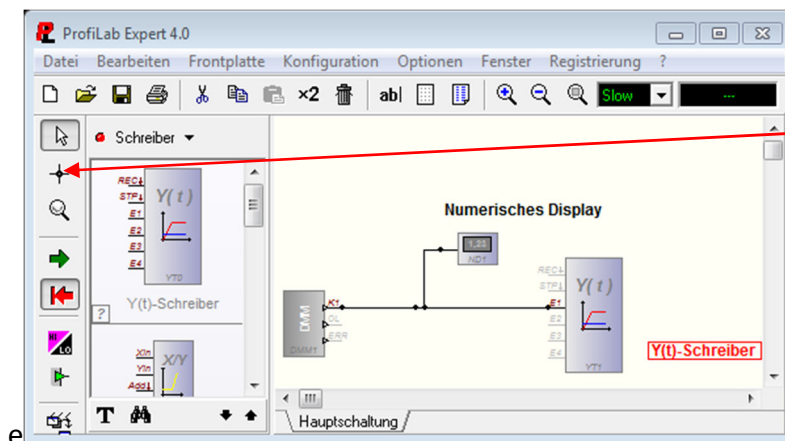 ProfiLab Expert 4.0
Datei Bearbeiten Frontplatte Konfiguration Optionen Fenster Registrierung ?
×2 ab| Slow ---
Schreiber
REC
STP
E1
E2
E3
E4
Y(t)
YT0
Y(t)-Schreiber
?
XIn
YIn
Add
X/Y
HI
LO
T
Numerisches Display
1,23
ND1
DMM
DMM1
K1
OL
ERR
REC
STP
E1
E2
E3
E4
Y(t)
YT1
Y(t)-Schreiber
Hauptschaltung
e